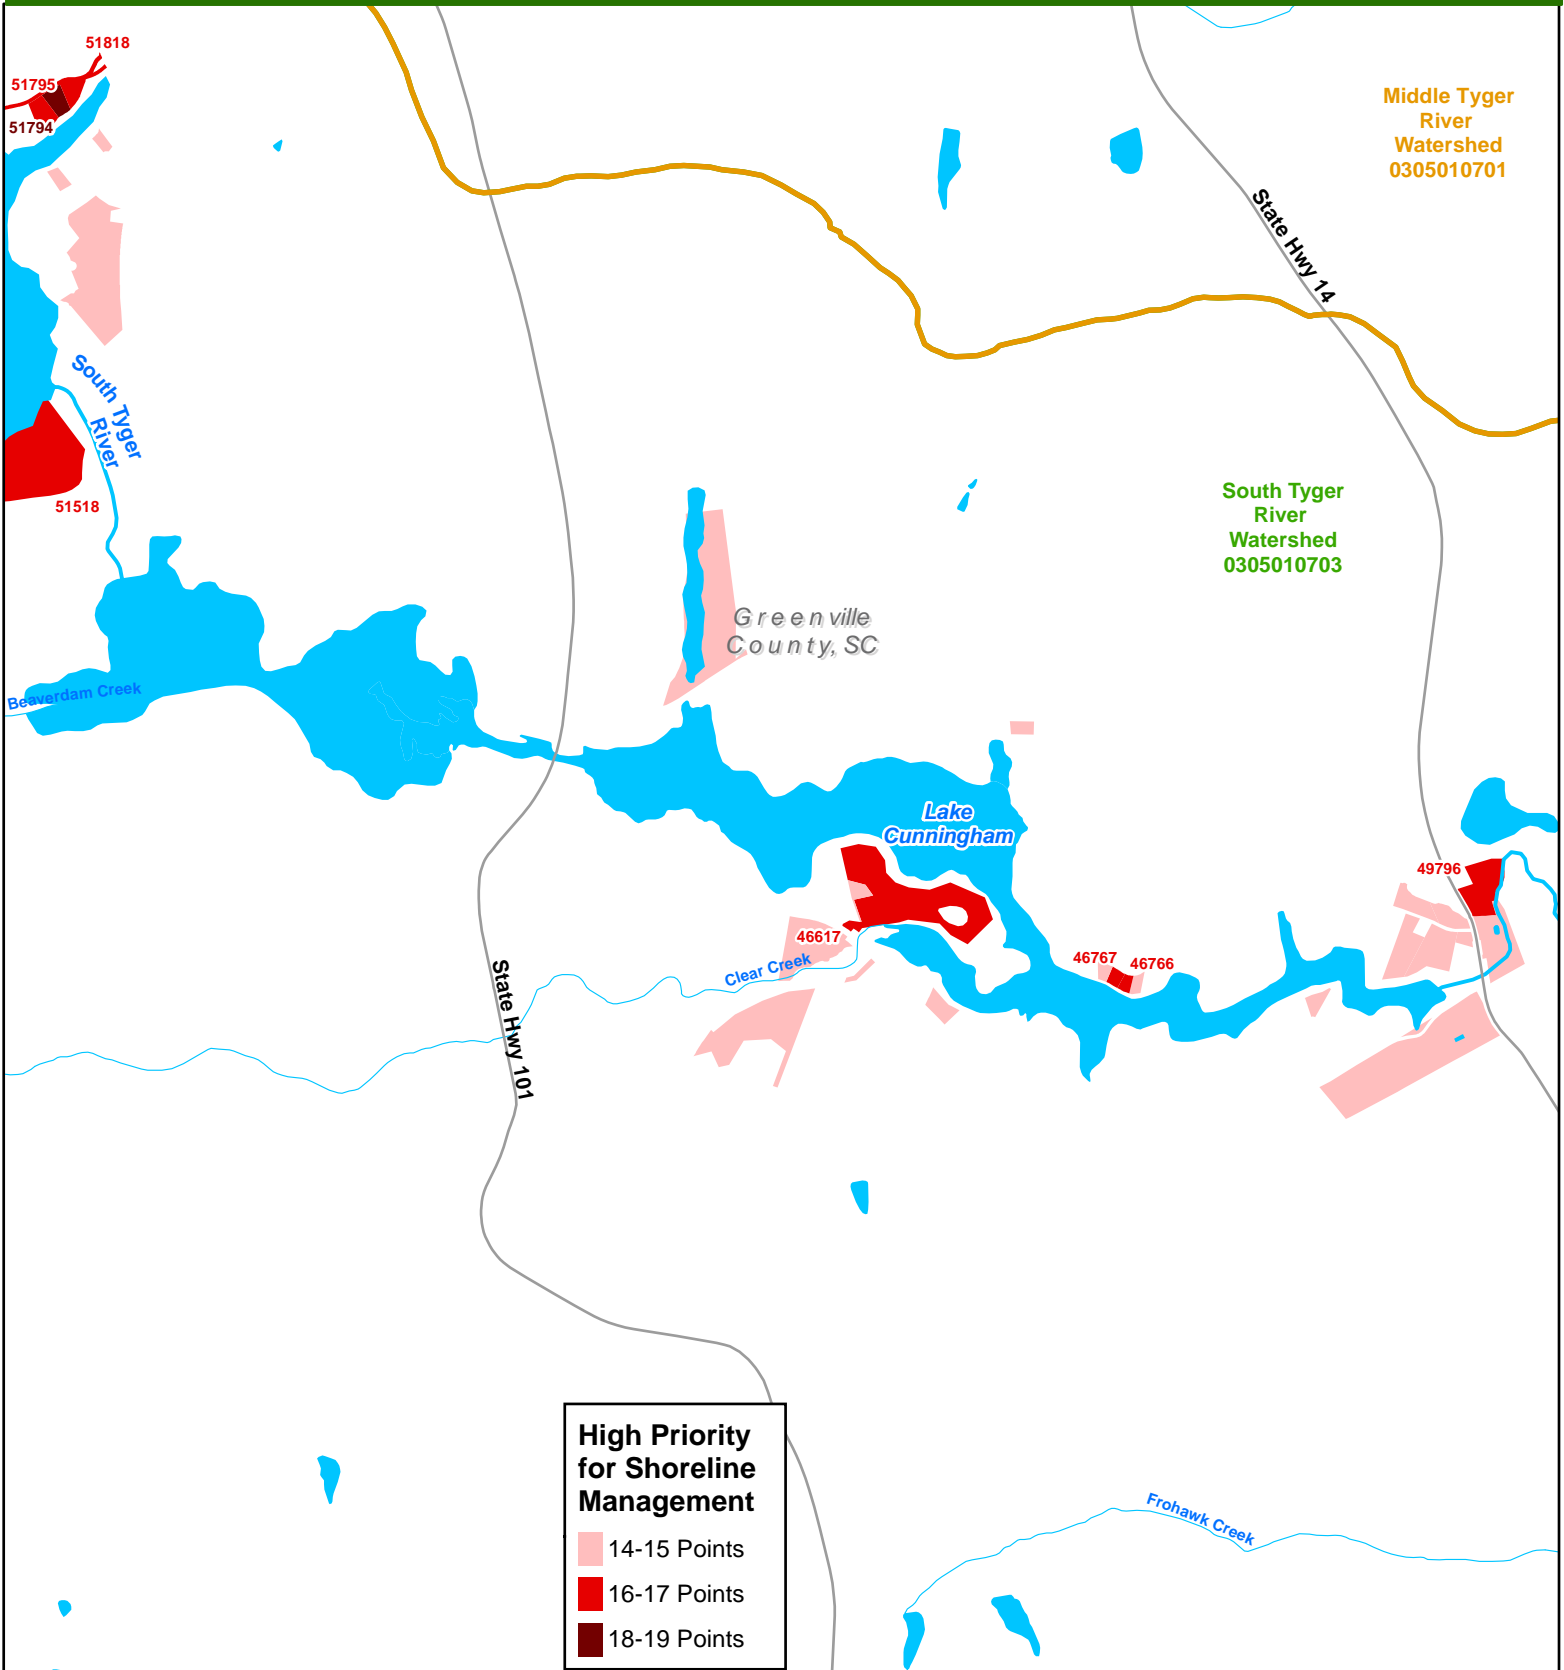 51818
51795
51794
Middle Tyger
River
Watershed
0305010701
State Hwy 14
South Tyger
River
51518
South Tyger
River
Watershed
0305010703
Greenville
County, SC
Beaverdam Creek
Lake
Cunningham
49796
46617
46767
46766
Clear Creek
State Hwy 101
High Priority
for Shoreline
Management
14-15 Points
16-17 Points
18-19 Points
Frohawk Creek